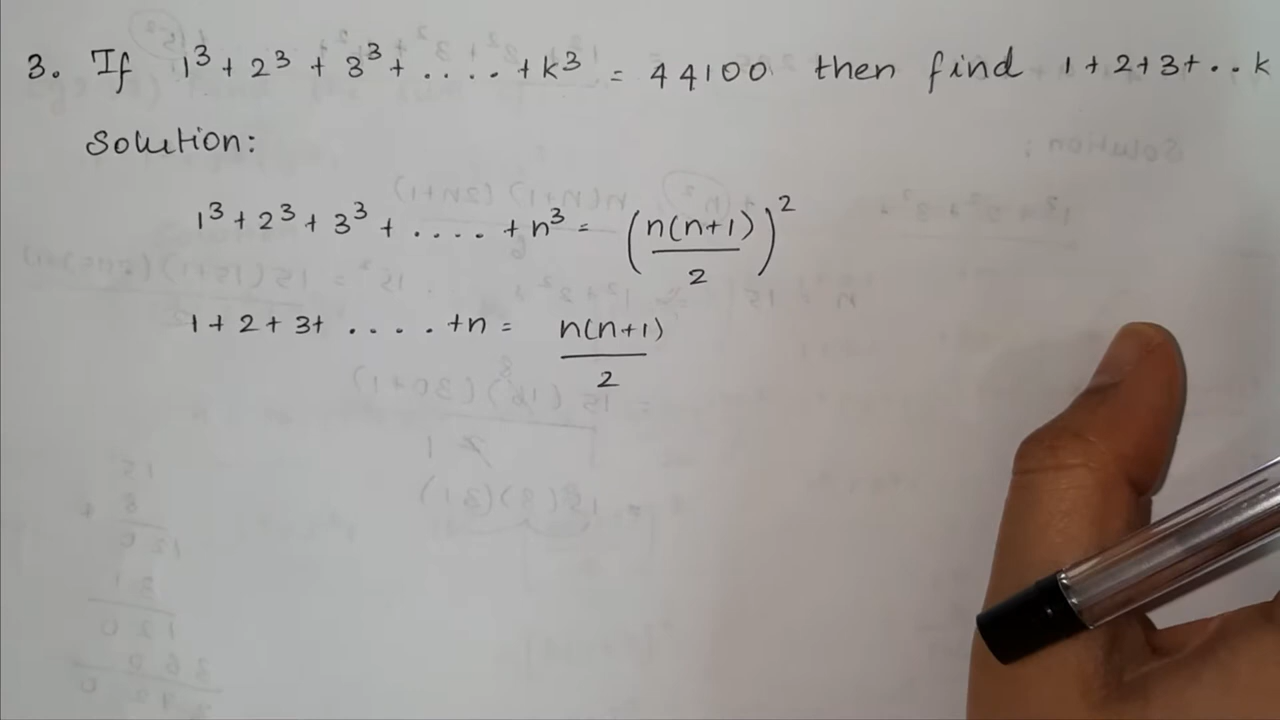 3. If 1³ + 2³ + 3³ + .... + k³ = 44100 then find 1 + 2 + 3 + .. k
Solution:
1³ + 2³ + 3³ + .... + n³ = (n(n+1)/2)²
1 + 2 + 3 + .... + n = n(n+1)/2